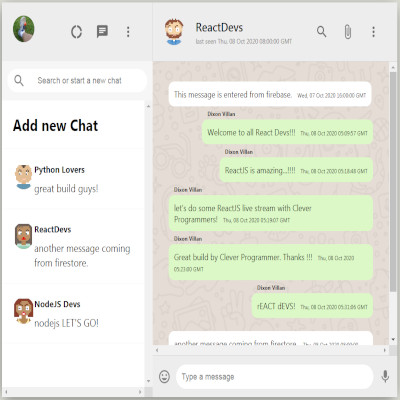 ReactDevs
last seen Thu, 08 Oct 2020 08:00:00 GMT
Search or start a new chat
Add new Chat
Python Lovers
great build guys!
ReactDevs
another message coming
from firestore.
NodeJS Devs
nodejs LET'S GO!
This message is entered from firebase. Wed, 07 Oct 2020 16:00:00 GMT
Dixon Villan
Welcome to all React Devs!!! Thu, 08 Oct 2020 05:09:57 GMT
Dixon Villan
ReactJS is amazing...!!!! Thu, 08 Oct 2020 05:18:48 GMT
Dixon Villan
let's do some ReactJS live stream with Clever
Programmers! Thu, 08 Oct 2020 05:19:07 GMT
Dixon Villan
Great build by Clever Programmer. Thanks !!! Thu, 08 Oct 2020
05:23:00 GMT
Dixon Villan
rEACT dEVS! Thu, 08 Oct 2020 05:31:06 GMT
another message coming from firestore.
Type a message